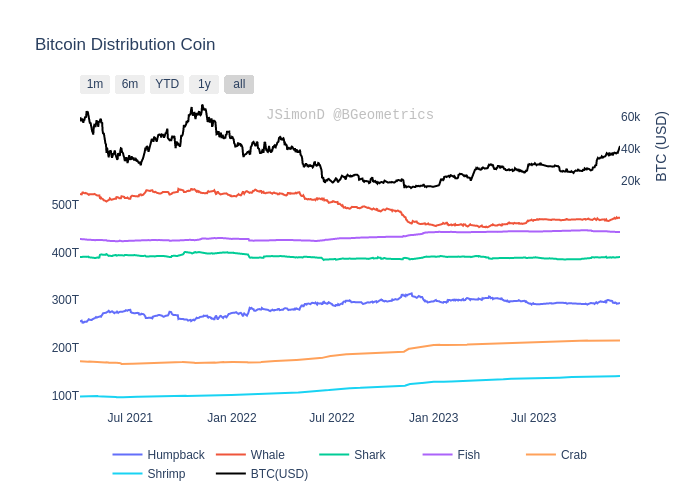 Bitcoin Distribution Coin
1m 6m YTD 1y all
JSimonD @BGeometrics
60k
40k
20k
BTC (USD)
500T
400T
300T
200T
100T
Jul 2021 Jan 2022 Jul 2022 Jan 2023 Jul 2023
Humpback Whale Shark Fish Crab
Shrimp BTC(USD)